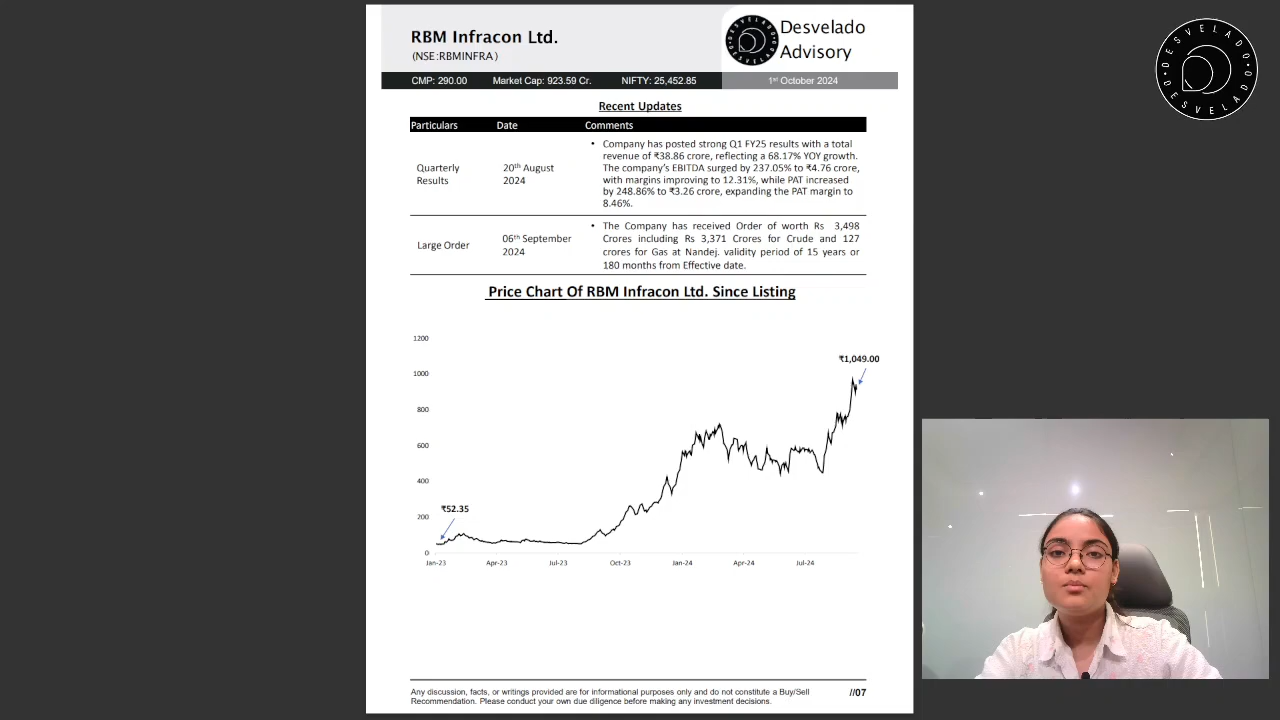 RBM Infracon Ltd.
(NSE:RBMINFRA)
Desvelado
Advisory
CMP: 290.00 Market Cap: 923.59 Cr. NIFTY: 25,452.85 1st October 2024
Recent Updates
Particulars Date Comments
Quarterly
Results
20th August
2024
• Company has posted strong Q1 FY25 results with a total
revenue of ₹38.86 crore, reflecting a 68.17% YOY growth.
The company's EBITDA surged by 237.05% to ₹4.76 crore,
with margins improving to 12.31%, while PAT increased
by 248.86% to ₹3.26 crore, expanding the PAT margin to
8.46%.
Large Order
06th September
2024
• The Company has received Order of worth Rs 3,498
Crores including Rs 3,371 Crores for Crude and 127
crores for Gas at Nandej. validity period of 15 years or
180 months from Effective date.
Price Chart Of RBM Infracon Ltd. Since Listing
1200
1000
800
600
400
200
0
₹52.35
₹1,049.00
Jan-23 Apr-23 Jul-23 Oct-23 Jan-24 Apr-24 Jul-24
Any discussion, facts, or writings provided are for informational purposes only and do not constitute a Buy/Sell
Recommendation. Please conduct your own due diligence before making any investment decisions.
//07
DESVELADO
DESVELADO